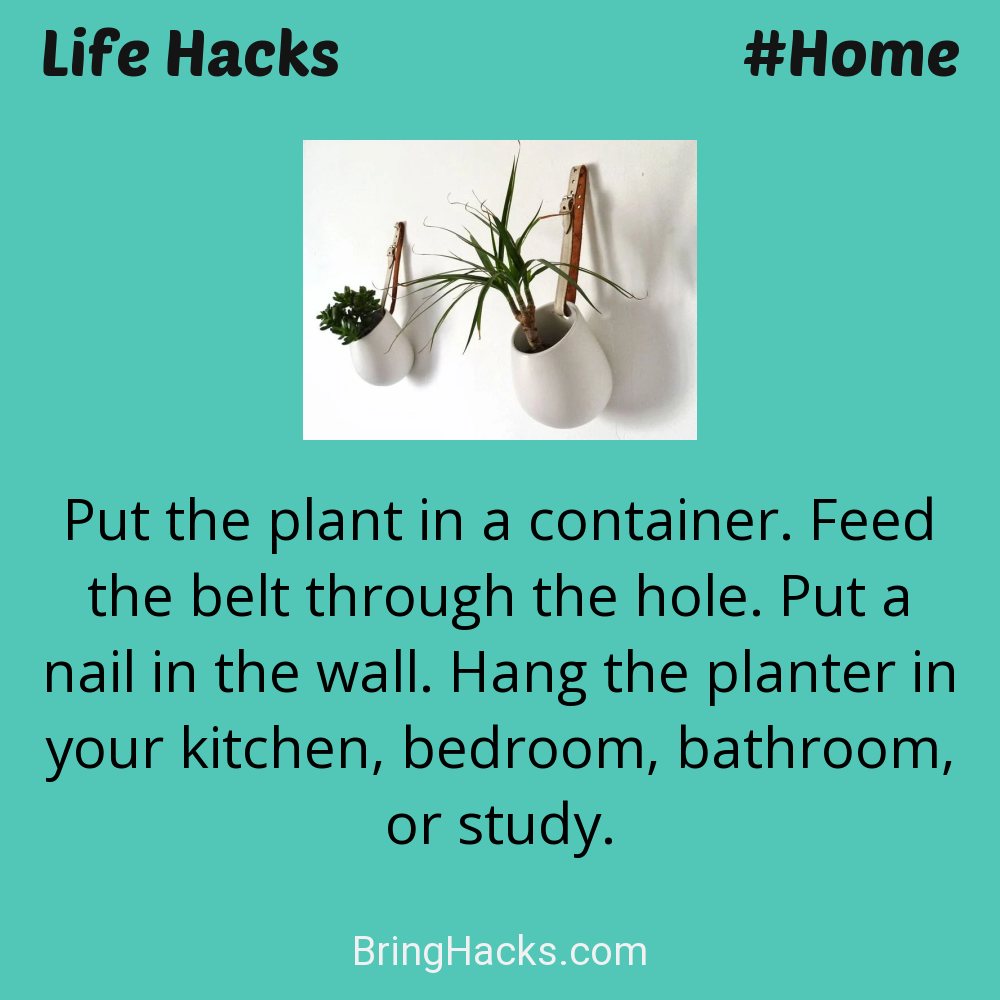 Life Hacks
#Home
Put the plant in a container. Feed
the belt through the hole. Put a
nail in the wall. Hang the planter in
your kitchen, bedroom, bathroom,
or study.
BringHacks.com